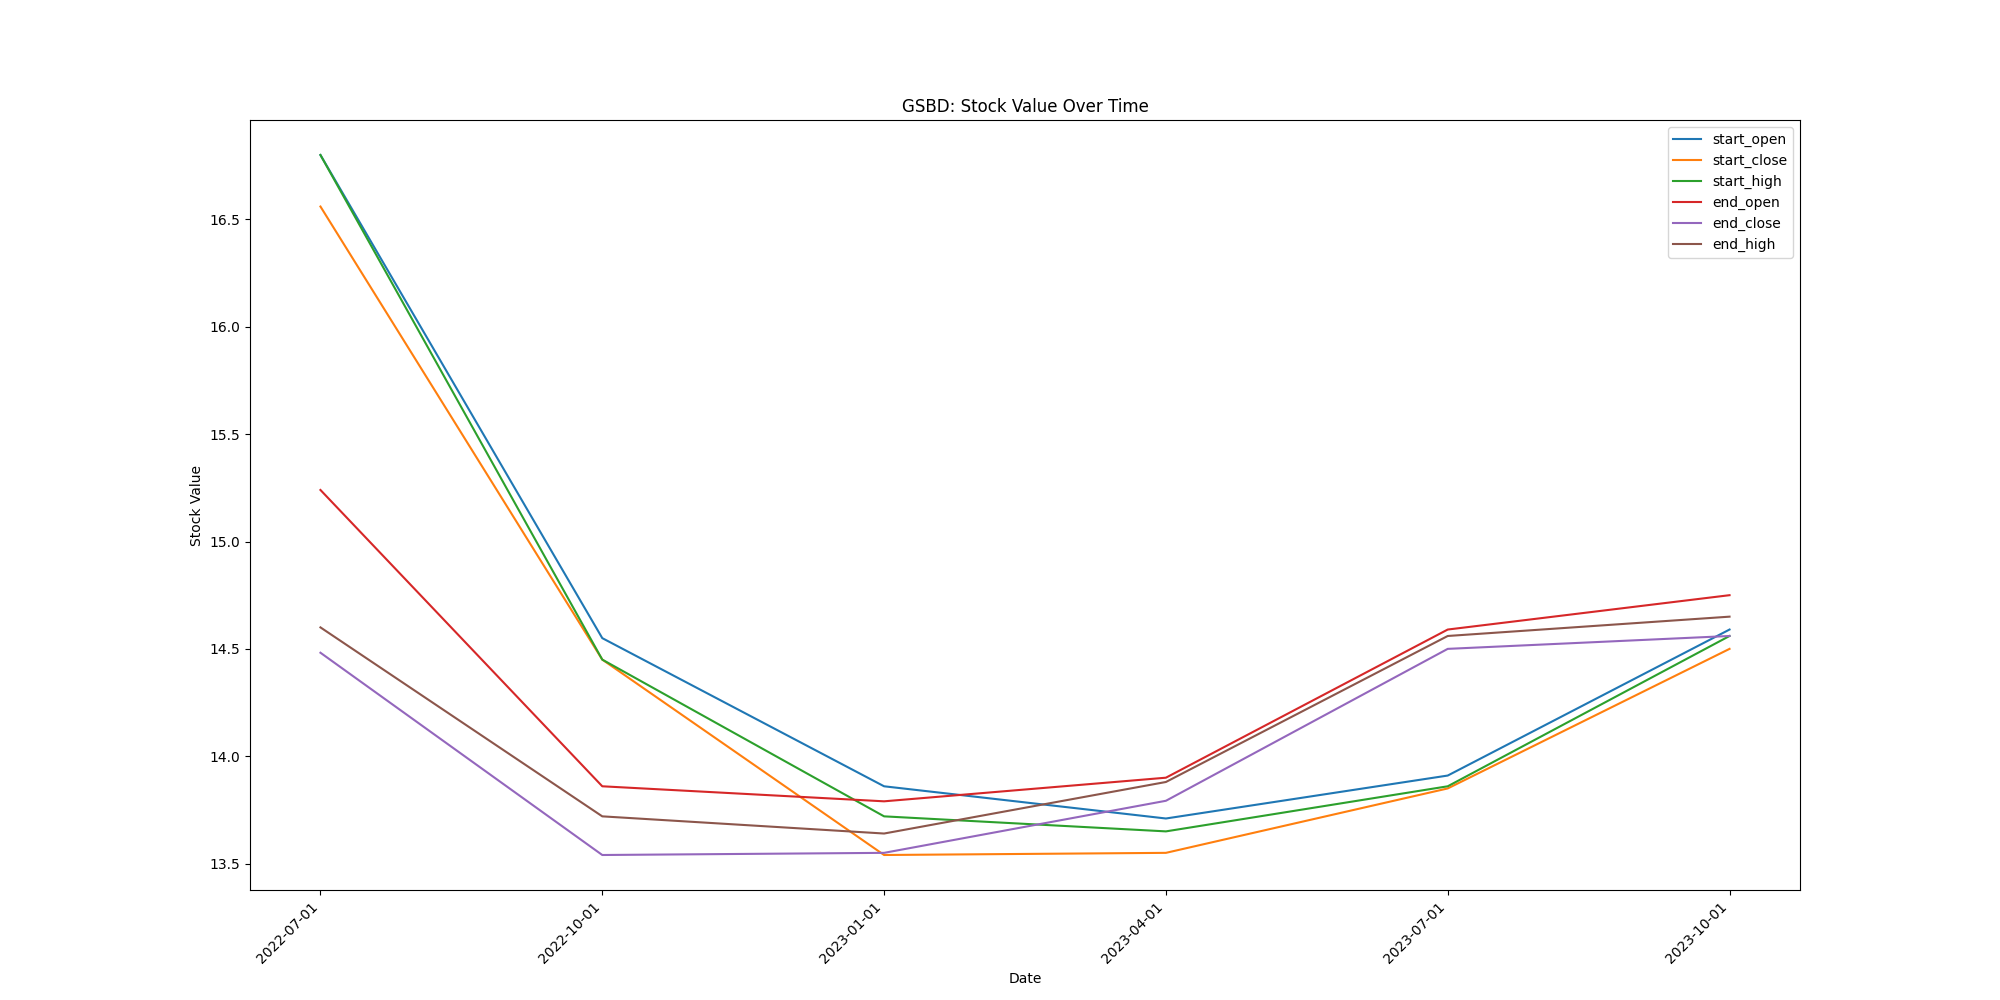 GSBD: Stock Value Over Time
start_open
start_close
start_high
end_open
end_close
end_high
Stock Value
16.5
16.0
15.5
15.0
14.5
14.0
13.5
2022-07-01
2022-10-01
2023-01-01
2023-04-01
2023-07-01
2023-10-01
Date